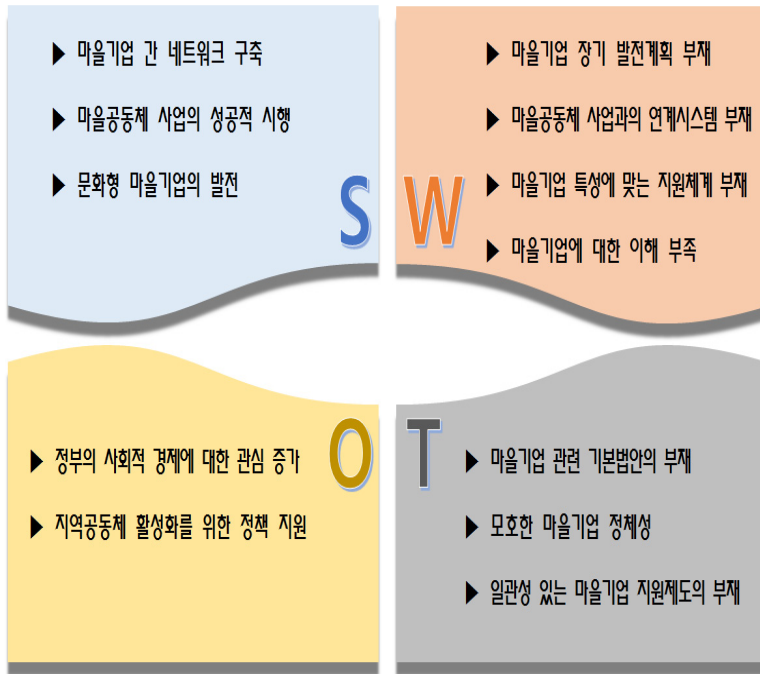 ▶ 마을기업 간 네트워크 구축
▶ 마을공동체 사업의 성공적 시행
▶ 문화형 마을기업의 발전
S
W
▶ 마을기업 장기 발전계획 부재
▶ 마을공동체 사업과의 연계시스템 부재
▶ 마을기업 특성에 맞는 지원체계 부재
▶ 마을기업에 대한 이해 부족
O
▶ 정부의 사회적 경제에 대한 관심 증가
▶ 지역공동체 활성화를 위한 정책 지원
T
▶ 마을기업 관련 기본법안의 부재
▶ 모호한 마을기업 정체성
▶ 일관성 있는 마을기업 지원제도의 부재